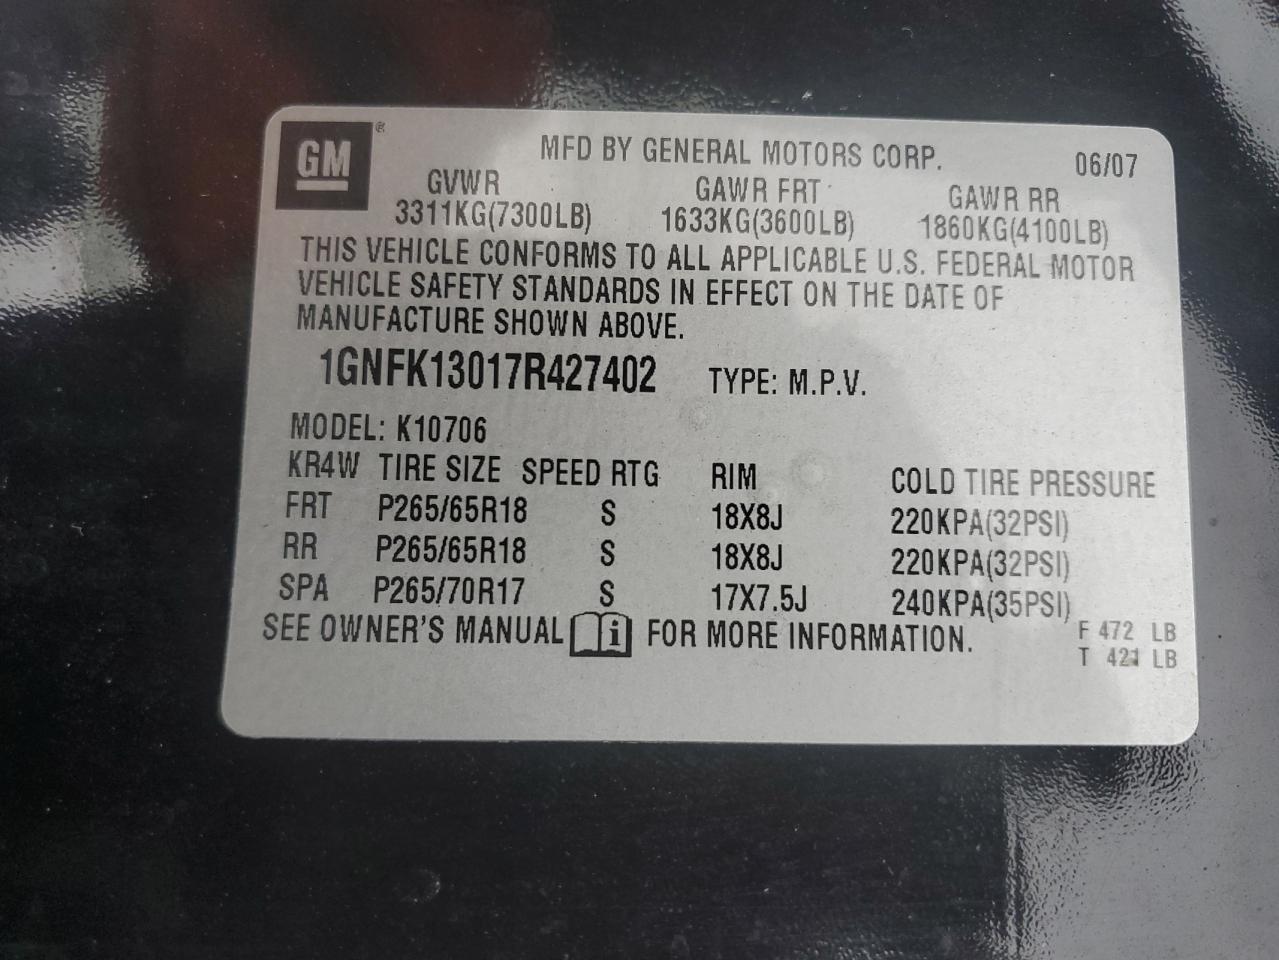 GM®
MFD BY GENERAL MOTORS CORP. 06/07
GVWR GAWR FRT GAWR RR
3311KG(7300LB) 1633KG(3600LB) 1860KG(4100LB)
THIS VEHICLE CONFORMS TO ALL APPLICABLE U.S. FEDERAL MOTOR
VEHICLE SAFETY STANDARDS IN EFFECT ON THE DATE OF
MANUFACTURE SHOWN ABOVE.
1GNFK13017R427402 TYPE: M.P.V.
MODEL: K10706
KR4W TIRE SIZE SPEED RTG RIM COLD TIRE PRESSURE
FRT P265/65R18 S 18X8J 220KPA(32PSI)
RR P265/65R18 S 18X8J 220KPA(32PSI)
SPA P265/70R17 S 17X7.5J 240KPA(35PSI)
SEE OWNER'S MANUAL i FOR MORE INFORMATION.
F 472 LB
T 421 LB